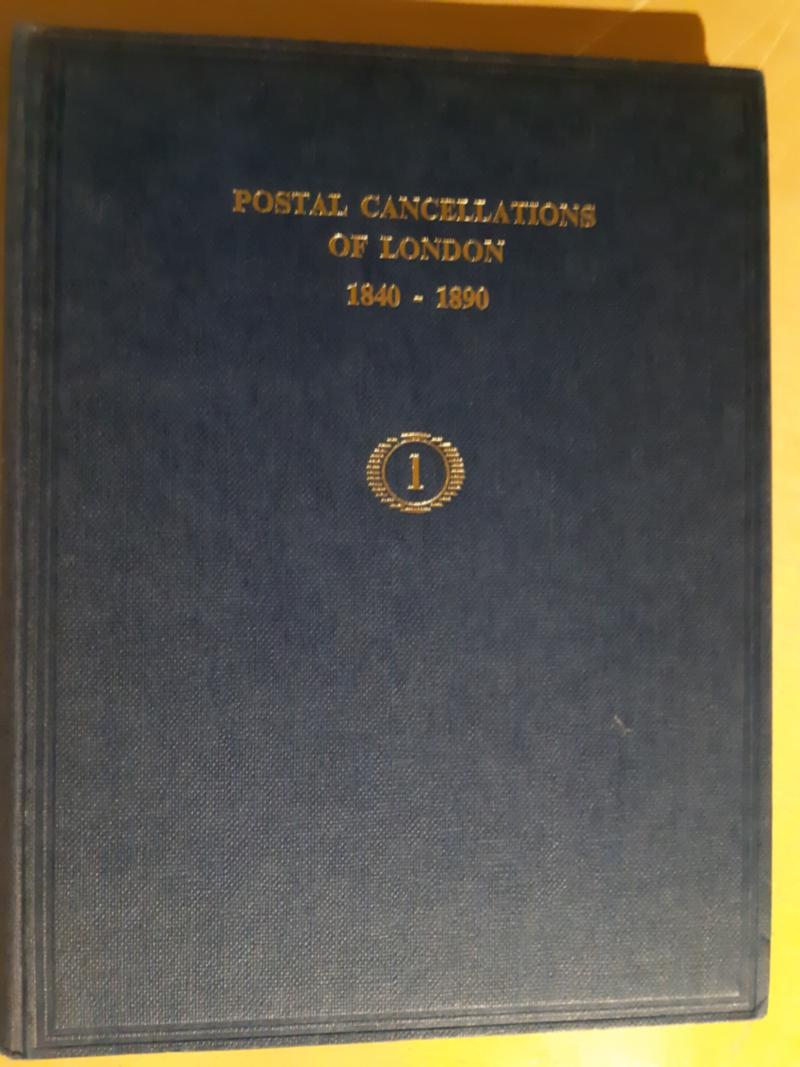 POSTAL CANCELLATIONS
OF LONDON
1840 - 1890
1